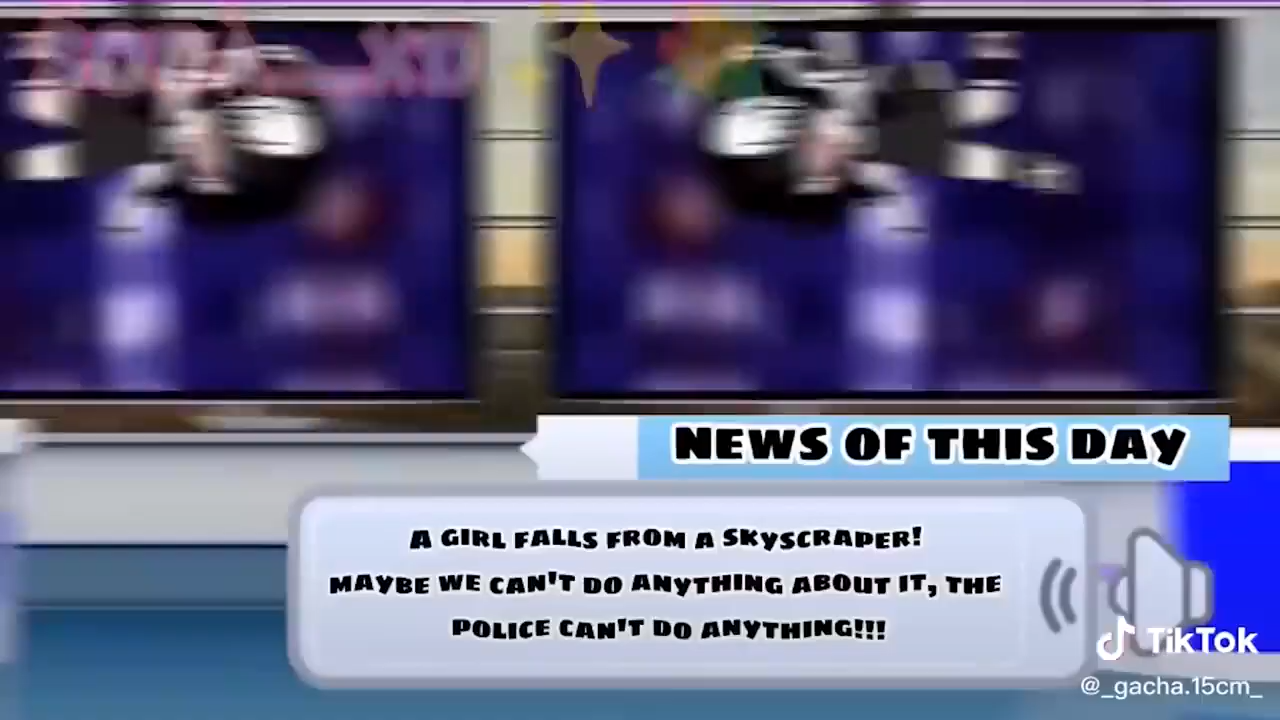 SODA__XD
NEWS OF THIS DAY
A GIRL FALLS FROM A SKYSCRAPER!
MAYBE WE CAN'T DO ANYTHING ABOUT IT, THE
POLICE CAN'T DO ANYTHING!!!
TikTok
@_gacha.15cm_